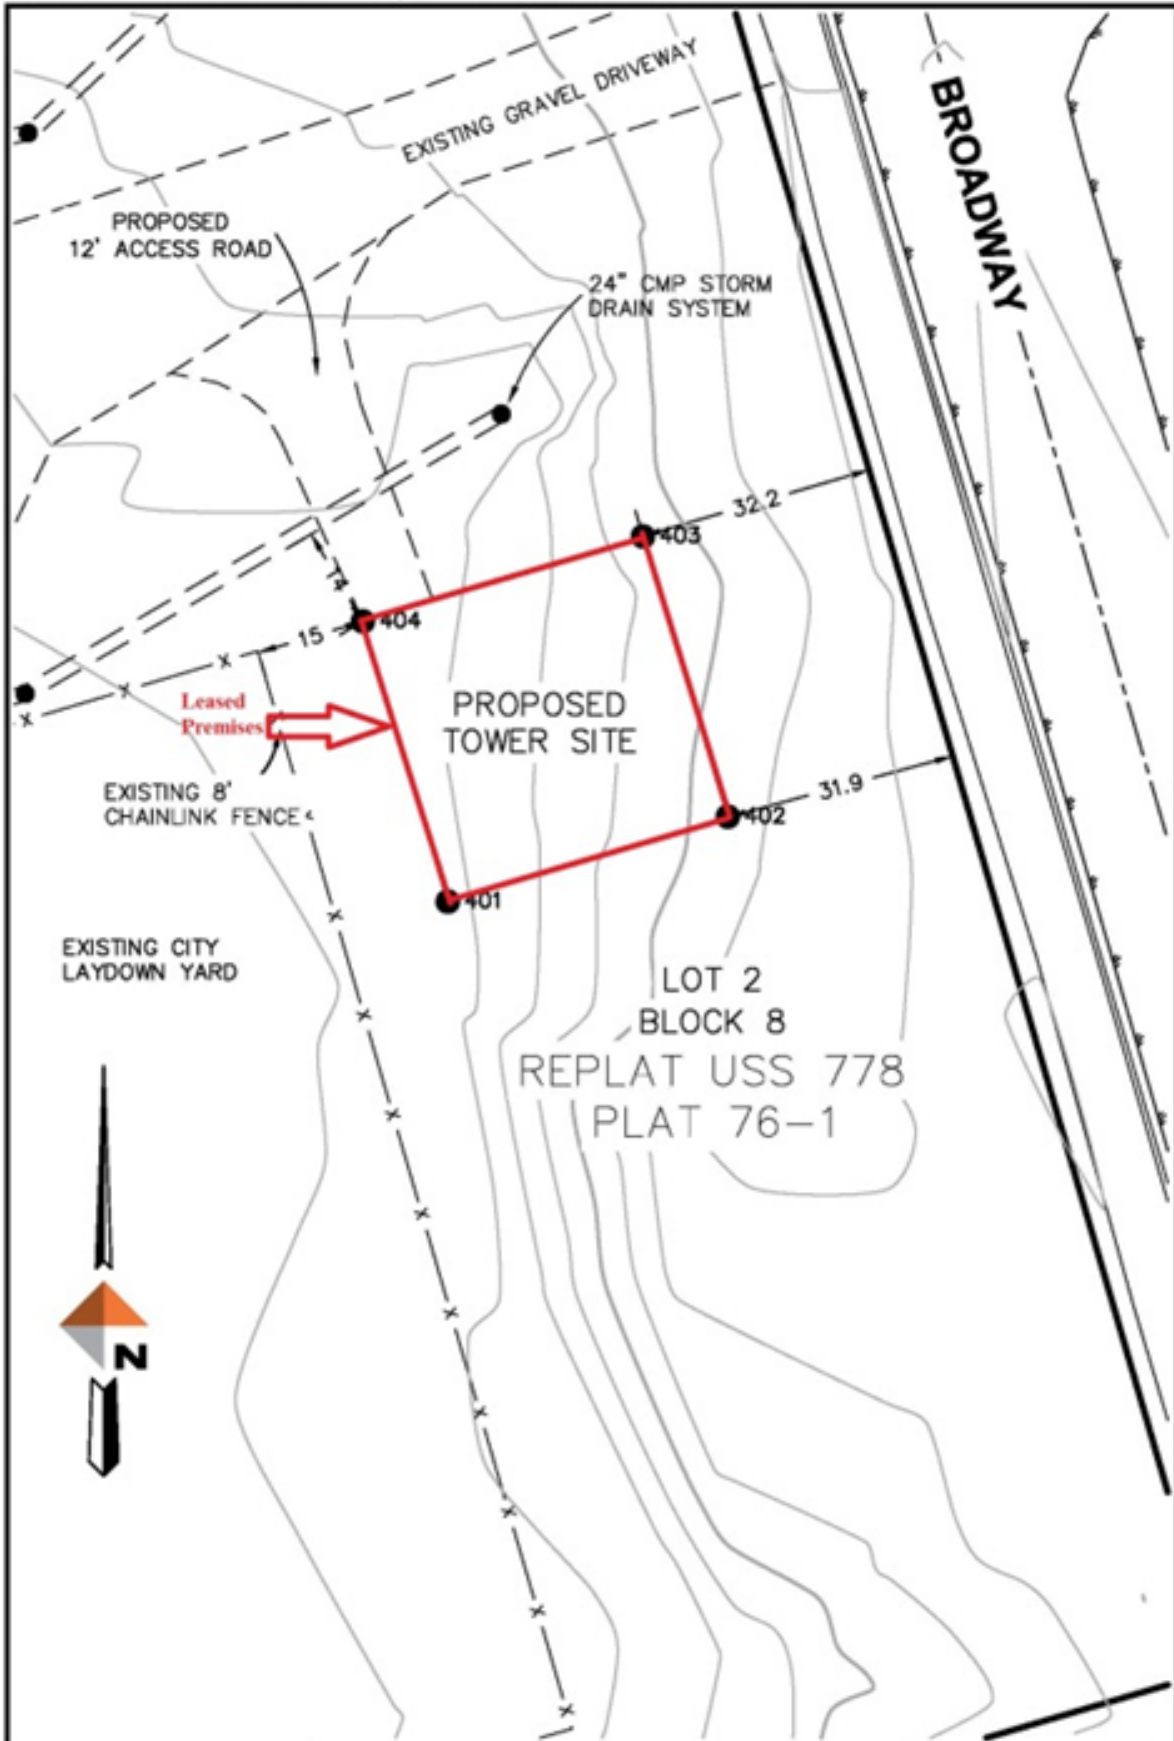 BROADWAY
EXISTING GRAVEL DRIVEWAY
PROPOSED
12' ACCESS ROAD
24" CMP STORM
DRAIN SYSTEM
32.2
403
14
404
15
X
X
X
Leased
Premises
PROPOSED
TOWER SITE
EXISTING 8'
CHAINLINK FENCE
31.9
402
401
X
EXISTING CITY
LAYDOWN YARD
LOT 2
BLOCK 8
X
REPLAT USS 778
PLAT 76-1
X
X
N
X
X
X
X
X